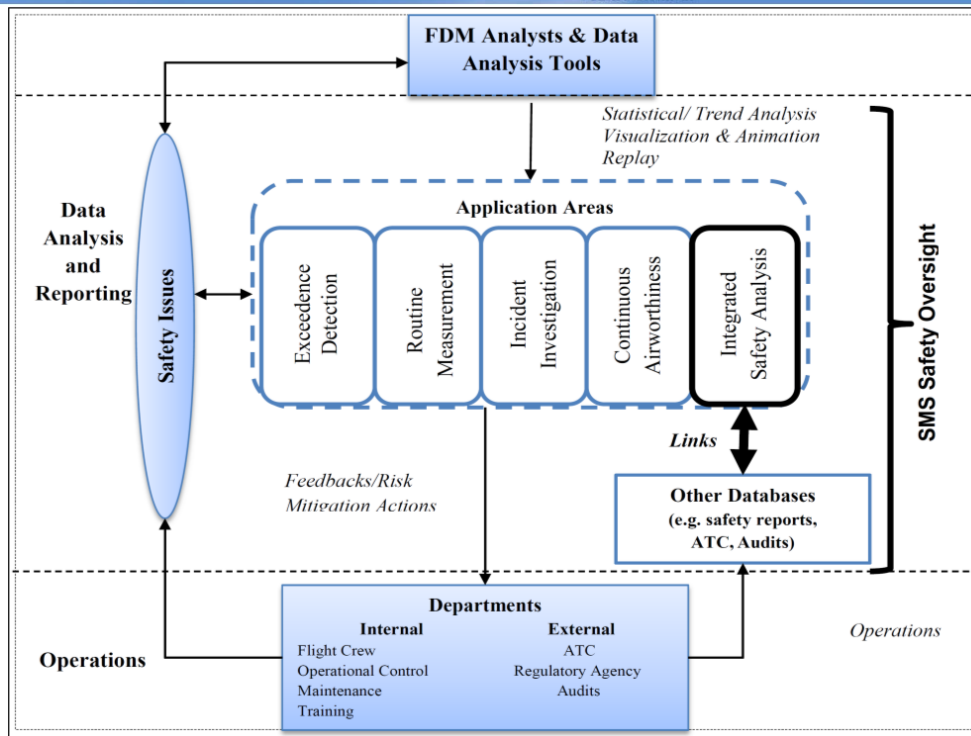 FDM Analysts & Data
Analysis Tools
Statistical/ Trend Analysis
Visualization & Animation
Replay
Data
Analysis
and
Reporting
Safety Issues
Application Areas
Exceedence
Detection
Routine
Measurement
Incident
Investigation
Continuous
Airworthiness
Integrated
Safety Analysis
SMS Safety Oversight
Links
Feedbacks/Risk
Mitigation Actions
Other Databases
(e.g. safety reports,
ATC, Audits)
Operations
Departments
Internal
Flight Crew
Operational Control
Maintenance
Training
External
ATC
Regulatory Agency
Audits
Operations